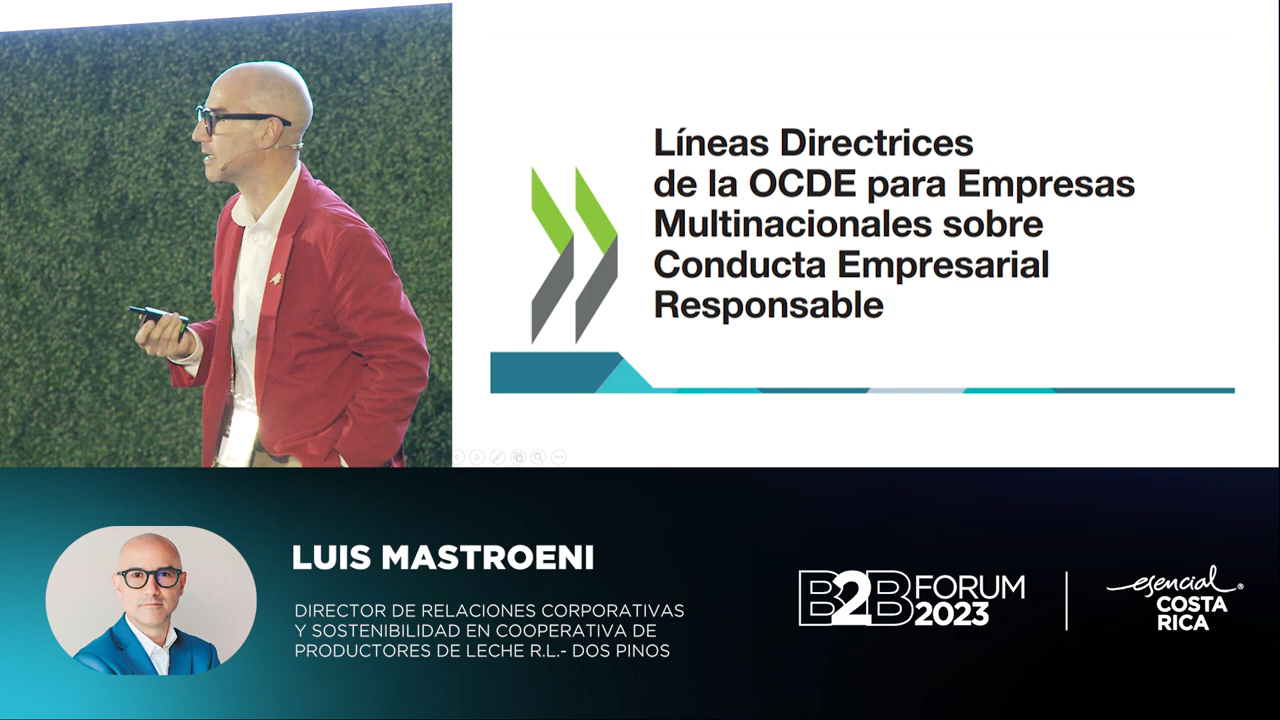 Líneas Directrices
de la OCDE para Empresas
Multinacionales sobre
Conducta Empresarial
Responsable
LUIS MASTROENI
DIRECTOR DE RELACIONES CORPORATIVAS
Y SOSTENIBILIDAD EN COOPERATIVA DE
PRODUCTORES DE LECHE R.L.- DOS PINOS
B2B FORUM
2023
esencial
COSTA
RICA